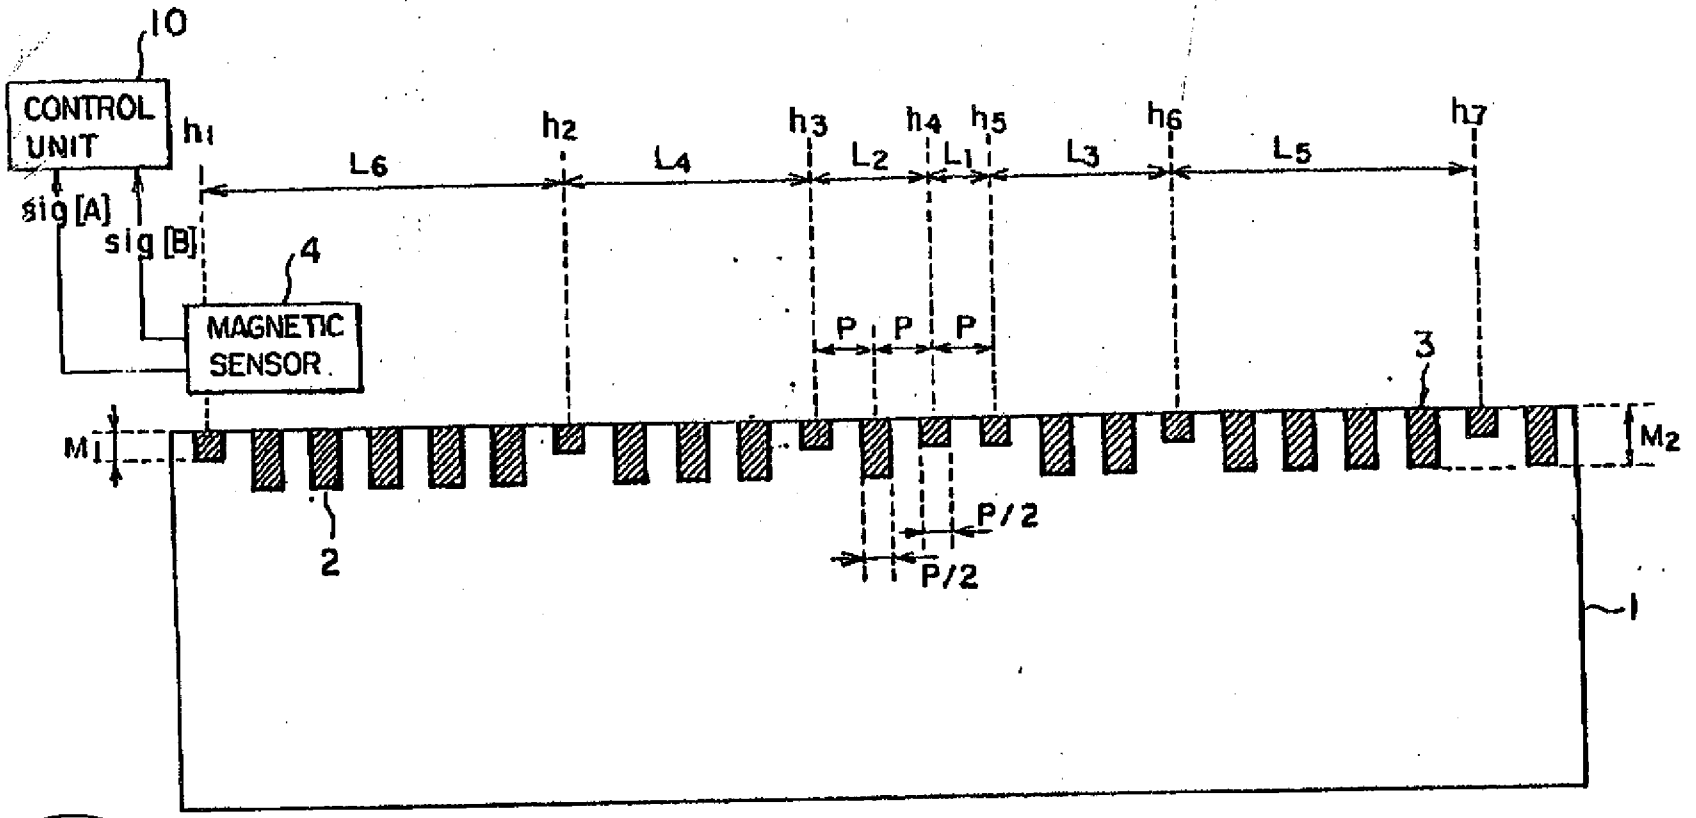 10
CONTROL
UNIT
h1 h2 h3 h4 h5 h6 h7
L6 L4 L2 L1 L3 L5
sig[A]
sig[B]
4
MAGNETIC
SENSOR
P P P
3
M1
M2
2
P/2
P/2
1